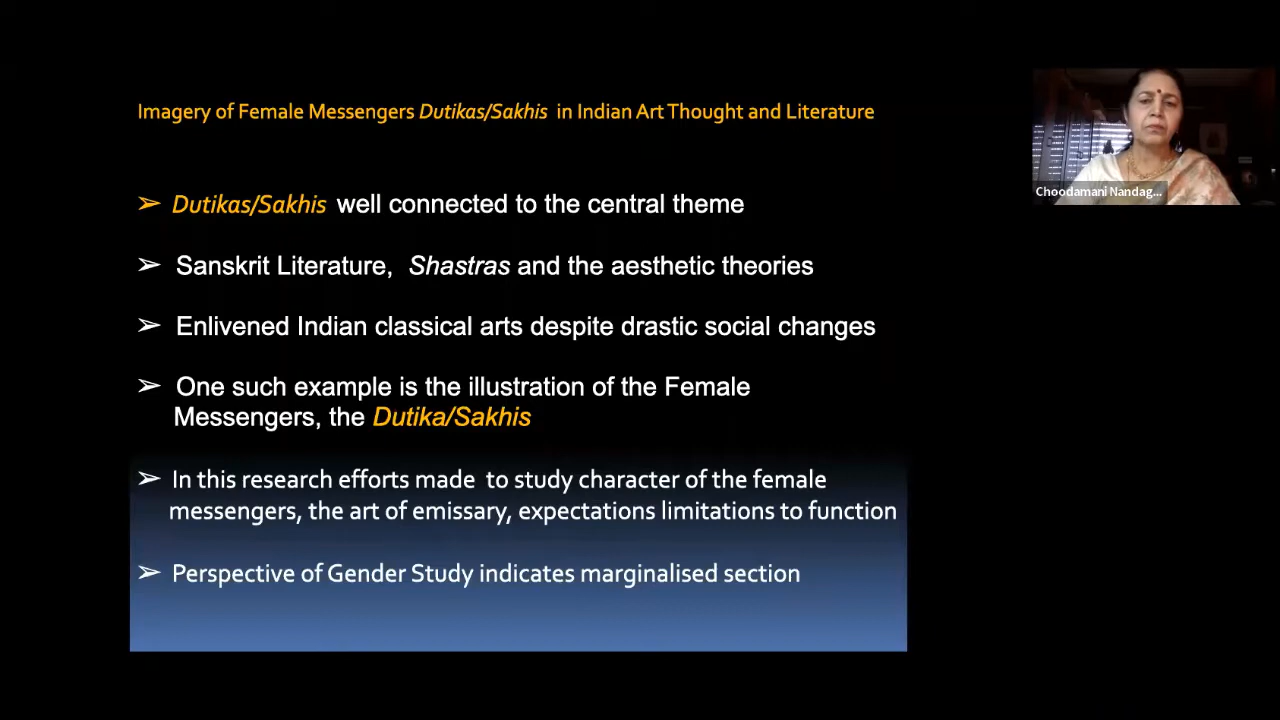 Imagery of Female Messengers Dutikas/Sakhis in Indian Art Thought and Literature
Choodamani Nandag...
➢ Dutikas/Sakhis well connected to the central theme
➢ Sanskrit Literature, Shastras and the aesthetic theories
➢ Enlivened Indian classical arts despite drastic social changes
➢ One such example is the illustration of the Female
Messengers, the Dutika/Sakhis
➢ In this research efforts made to study character of the female
messengers, the art of emissary, expectations limitations to function
➢ Perspective of Gender Study indicates marginalised section